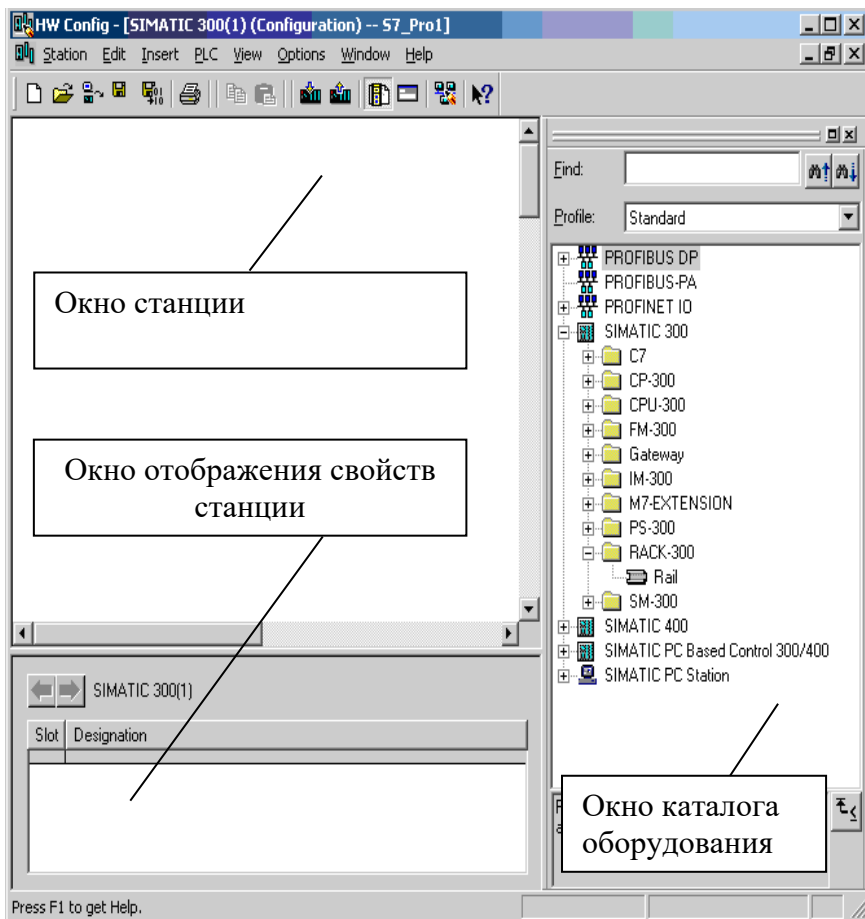 HW Config - [SIMATIC 300(1) (Configuration) -- S7_Pro1]
Station Edit Insert PLC View Options Window Help
Окно станции
Окно отображения свойств
станции
SIMATIC 300(1)
Slot Designation
Find:
Profile: Standard
PROFIBUS DP
PROFIBUS-PA
PROFINET IO
SIMATIC 300
C7
CP-300
CPU-300
FM-300
Gateway
IM-300
M7-EXTENSION
PS-300
RACK-300
Rail
SM-300
SIMATIC 400
SIMATIC PC Based Control 300/400
SIMATIC PC Station
Окно каталога
оборудования
Press F1 to get Help.